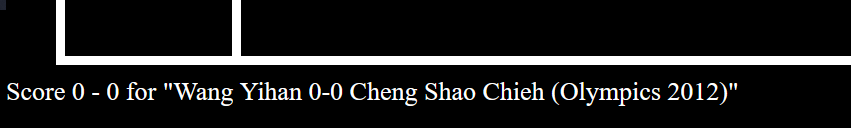 Score 0 - 0 for "Wang Yihan 0-0 Cheng Shao Chieh (Olympics 2012)"